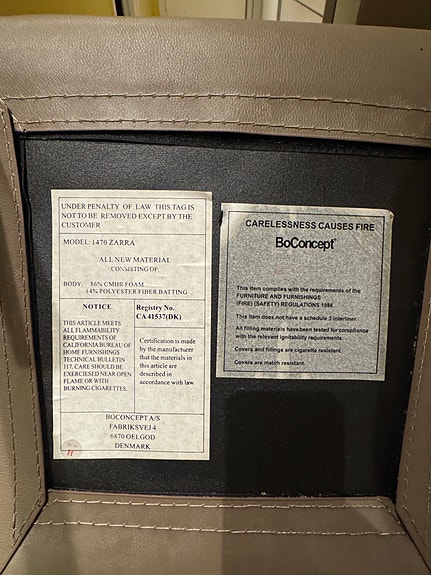 UNDER PENALTY OF LAW THIS TAG IS
NOT TO BE REMOVED EXCEPT BY THE
CUSTOMER
MODEL: 1470 ZARRA
ALL NEW MATERIAL
CONSISTING OF
BODY: 86% CMHR FOAM
14% POLYESTER FIBER BATTING
NOTICE
THIS ARTICLE MEETS
ALL FLAMMABILITY
REQUIREMENTS OF
CALIFORNIA BUREAU OF
HOME FURNISHINGS
TECHNICAL BULLETIN
117. CARE SHOULD BE
EXERCIESED NEAR OPEN
FLAME OR WITH
BURNING CIGARETTES.
Registry No.
CA 41537(DK)
Certification is made
by the manufacturer
that the materials in
this article are
described in
accordance with law
BOCONCEPT A/S
FABRIKSVEJ 4
6870 OELGOD
DENMARK
CARELESSNESS CAUSES FIRE
BoConcept
This item complies with the requirements of the
FURNITURE AND FURNISHINGS
(FIRE) (SAFETY) REGULATIONS 1988.
This item does not have a schedule 3 interliner.
All filling materials have been tested for compliance
with the relevant ignitability requirements.
Covers and fillings are cigarette resistant.
Covers are match resistant.